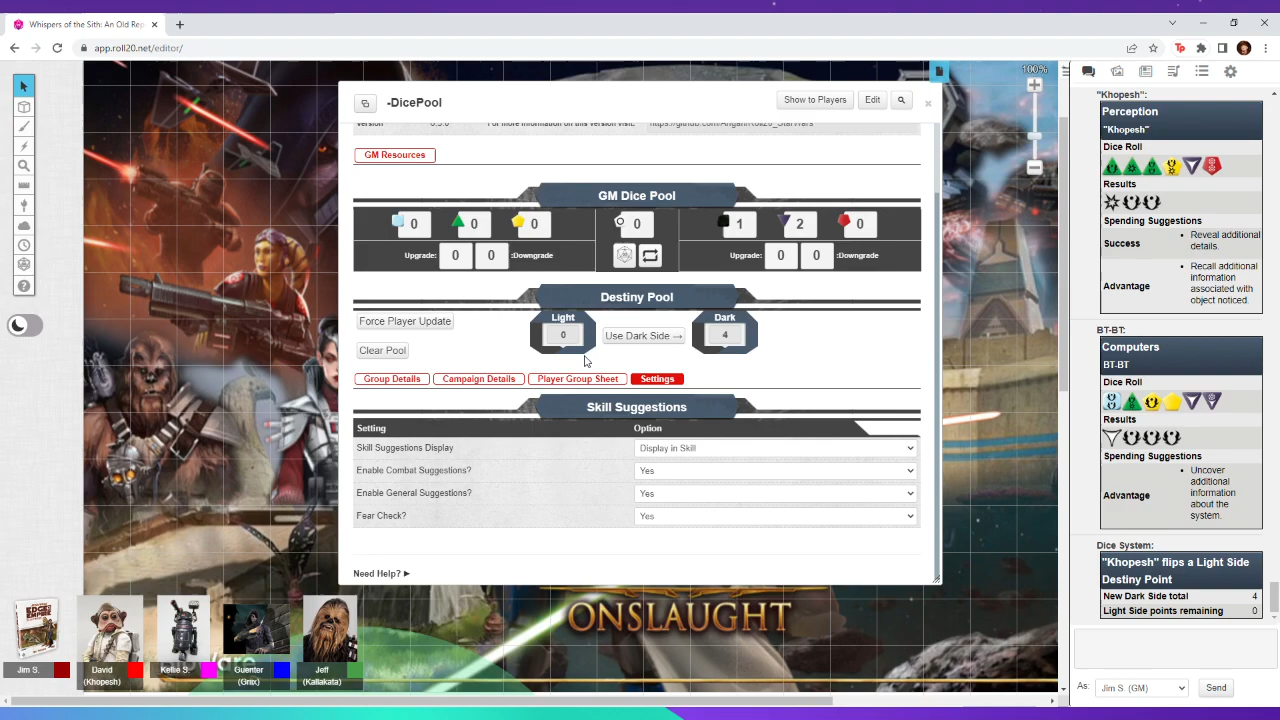 Whispers of the Sith: An Old Rep
app.roll20.net/editor/
100%
-DicePool
Show to Players
Edit
Version
0.5.0
For more information on this version visit:
GM Resources
GM Dice Pool
0
0
0
0
1
2
0
Upgrade:
0
0
:Downgrade
Upgrade:
0
0
:Downgrade
Destiny Pool
Force Player Update
Light
0
Use Dark Side →
Dark
4
Clear Pool
Group Details
Campaign Details
Player Group Sheet
Settings
Skill Suggestions
Setting
Option
Skill Suggestions Display
Display in Skill
Enable Combat Suggestions?
Yes
Enable General Suggestions?
Yes
Fear Check?
Yes
Need Help? ▶
ONSLAUGHT
Jim S.
David
(Khopesh)
Kellie S.
Guenter
(Grix)
Jeff
(Kallakata)
"Khopesh":
Perception
"Khopesh"
Dice Roll
Results
Spending Suggestions
Success
• Reveal additional
details.
Advantage
• Recall additional
information
associated with
object noticed.
BT-BT:
Computers
BT-BT
Dice Roll
Results
Spending Suggestions
Advantage
• Uncover
additional
information
about the
system.
Dice System:
"Khopesh" flips a Light Side
Destiny Point
New Dark Side total
4
Light Side points remaining
0
As:
Jim S. (GM)
Send